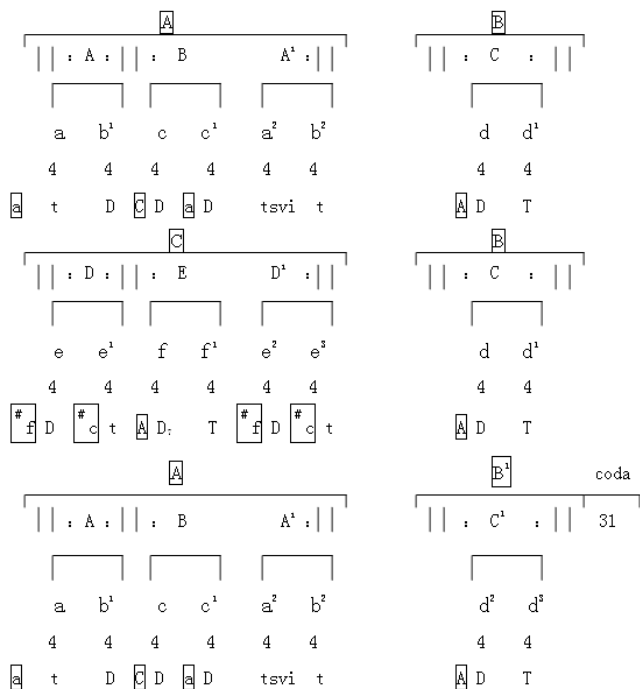 A B
||: A :||: B A¹ :|| ||: C :||
a b¹ c c¹ a² b² d d¹
4 4 4 4 4 4 4 4
a t D C D a D tsvi t A D T
C B
||: D :||: E D¹ :|| ||: C :||
e e¹ f f¹ e² e³ d d¹
4 4 4 4 4 4 4 4
#f D #c t A D, T #f D #c t A D T
A B¹ coda
||: A :||: B A¹ :|| ||: C¹ :|| 31
a b¹ c c¹ a² b² d² d³
4 4 4 4 4 4 4 4
a t D C D a D tsvi t A D T